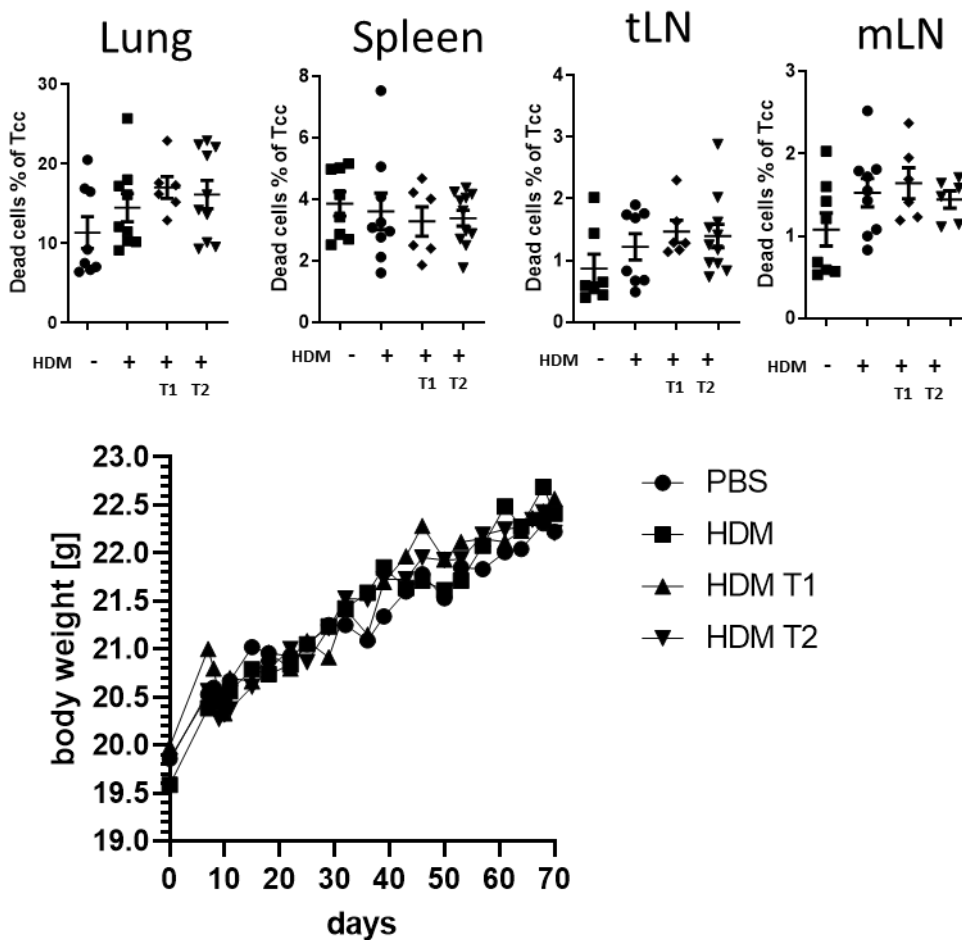 Lung
Spleen
tLN
mLN
Dead cells % of Tcc
30
20
10
0
HDM - + + +
T1 T2
Dead cells % of Tcc
8
6
4
2
0
HDM - + + +
T1 T2
Dead cells % of Tcc
4
3
2
1
0
HDM - + + +
T1 T2
Dead cells % of Tcc
3
2
1
0
HDM - + + +
T1 T2
body weight [g]
23.0
22.5
22.0
21.5
21.0
20.5
20.0
19.5
19.0
0 10 20 30 40 50 60 70
days
PBS
HDM
HDM T1
HDM T2